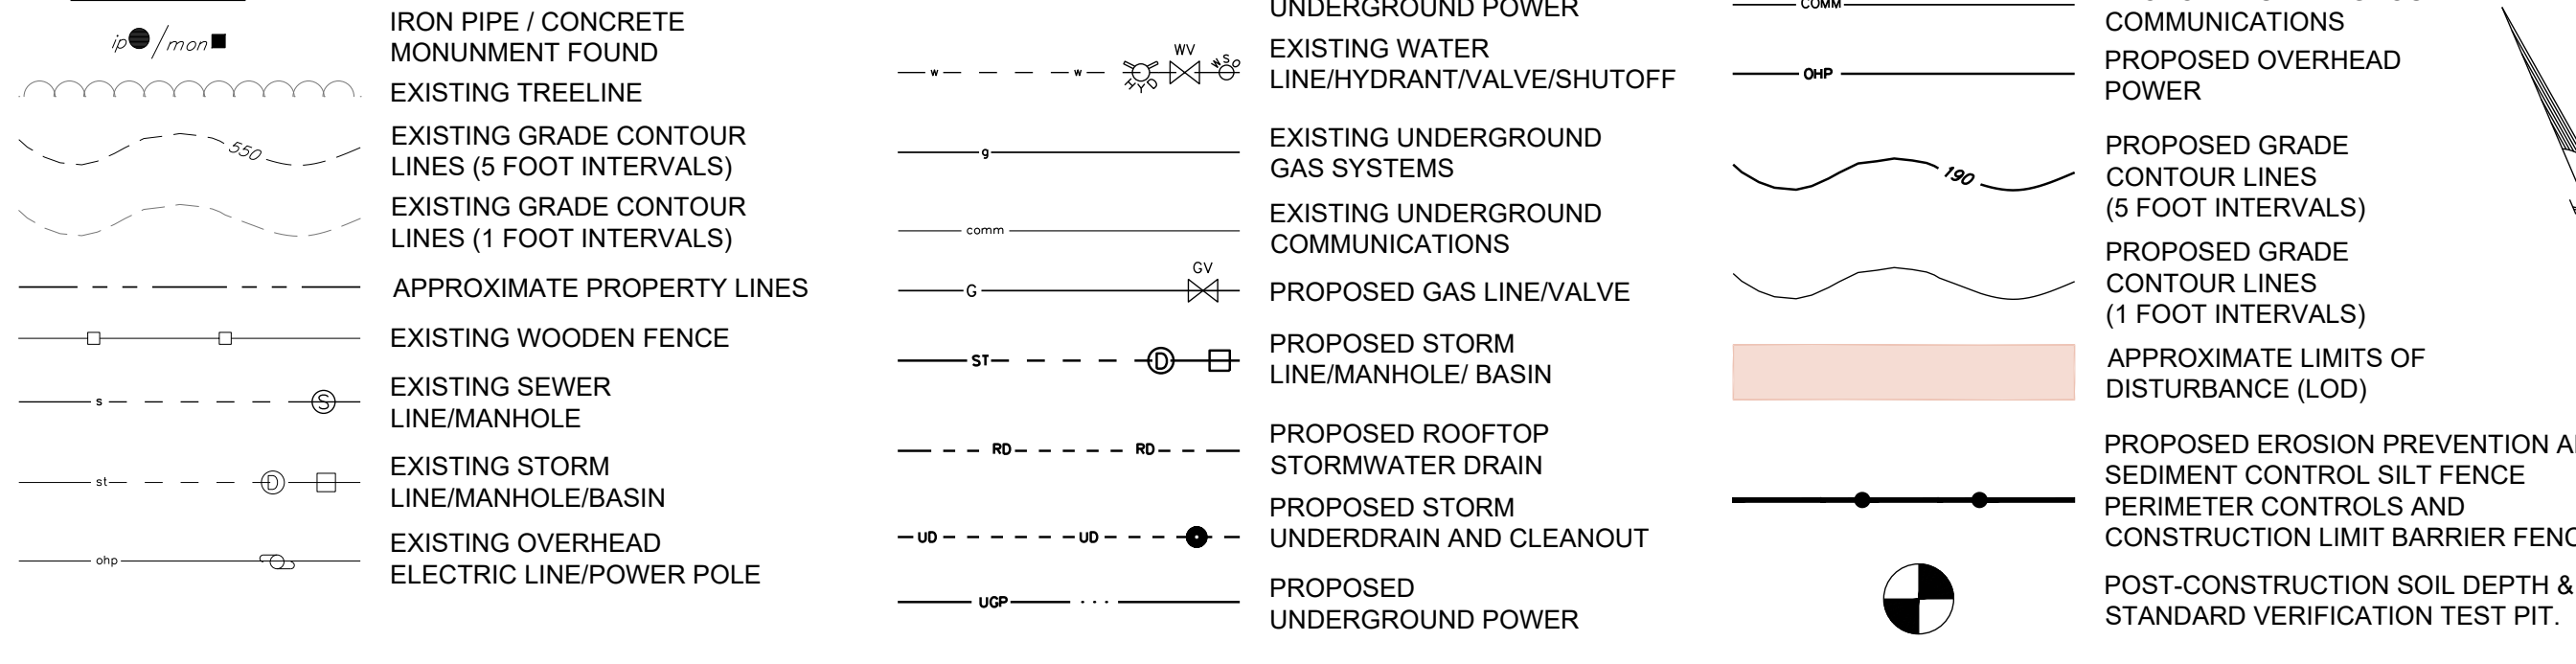 ip/mon
IRON PIPE / CONCRETE
MONUNMENT FOUND
EXISTING TREELINE
550
EXISTING GRADE CONTOUR
LINES (5 FOOT INTERVALS)
EXISTING GRADE CONTOUR
LINES (1 FOOT INTERVALS)
APPROXIMATE PROPERTY LINES
EXISTING WOODEN FENCE
s S
EXISTING SEWER
LINE/MANHOLE
st D
EXISTING STORM
LINE/MANHOLE/BASIN
ohp
EXISTING OVERHEAD
ELECTRIC LINE/POWER POLE
UNDERGROUND POWER
w w HYD WV WSO
EXISTING WATER
LINE/HYDRANT/VALVE/SHUTOFF
g
EXISTING UNDERGROUND
GAS SYSTEMS
comm
EXISTING UNDERGROUND
COMMUNICATIONS
G GV
PROPOSED GAS LINE/VALVE
ST D
PROPOSED STORM
LINE/MANHOLE/ BASIN
RD RD
PROPOSED ROOFTOP
STORMWATER DRAIN
UD UD
PROPOSED STORM
UNDERDRAIN AND CLEANOUT
UGP
PROPOSED
UNDERGROUND POWER
COMM
COMMUNICATIONS
OHP
PROPOSED OVERHEAD
POWER
190
PROPOSED GRADE
CONTOUR LINES
(5 FOOT INTERVALS)
PROPOSED GRADE
CONTOUR LINES
(1 FOOT INTERVALS)
APPROXIMATE LIMITS OF
DISTURBANCE (LOD)
PROPOSED EROSION PREVENTION
SEDIMENT CONTROL SILT FENCE
PERIMETER CONTROLS AND
CONSTRUCTION LIMIT BARRIER
POST-CONSTRUCTION SOIL DEPTH &
STANDARD VERIFICATION TEST PIT.